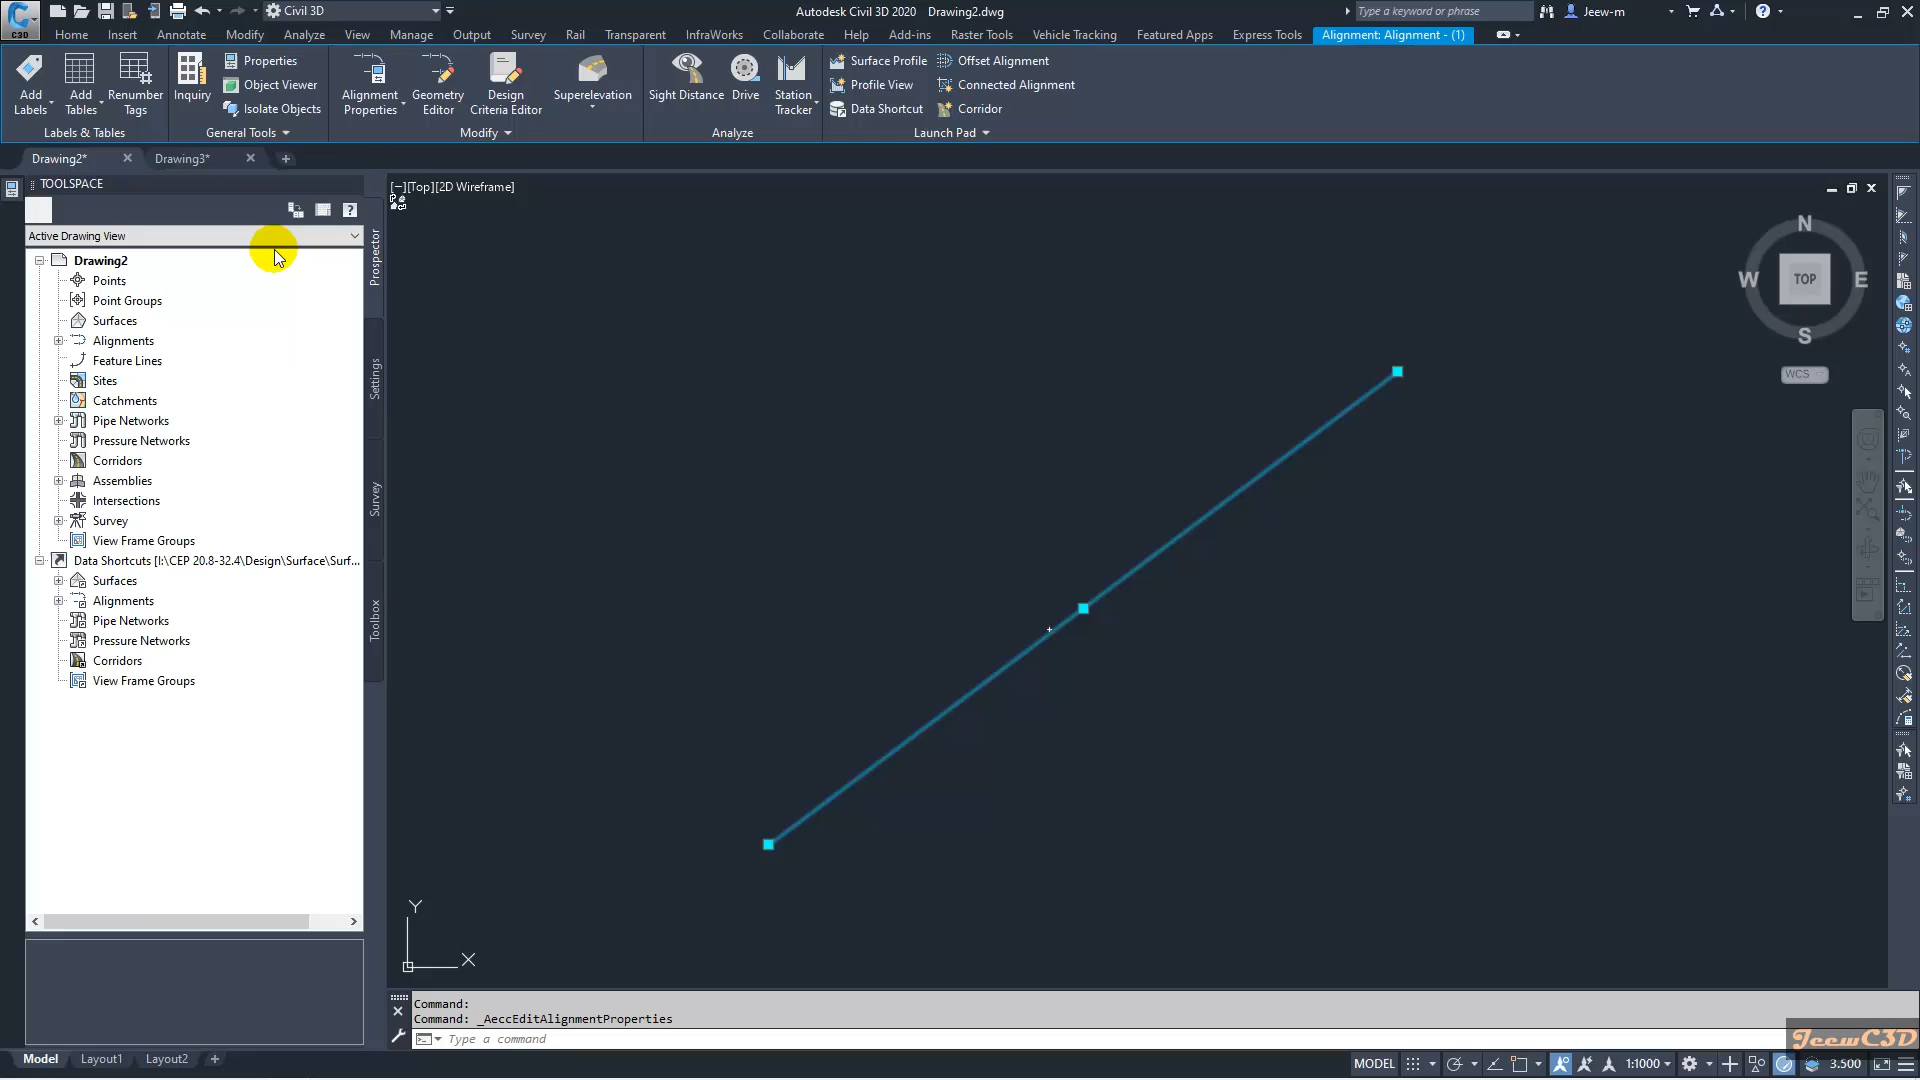 Civil 3D
Autodesk Civil 3D 2020 Drawing2.dwg
Type a keyword or phrase
Jeew-m
C3D
Home Insert Annotate Modify Analyze View Manage Output Survey Rail Transparent InfraWorks Collaborate Help Add-ins Raster Tools Vehicle Tracking Featured Apps Express Tools Alignment: Alignment - (1)
Add Labels
Add Tables
Renumber Tags
Labels & Tables
Inquiry
Properties
Object Viewer
Isolate Objects
General Tools
Alignment Properties
Geometry Editor
Design Criteria Editor
Superelevation
Modify
Sight Distance
Drive
Station Tracker
Analyze
Surface Profile
Profile View
Data Shortcut
Offset Alignment
Connected Alignment
Corridor
Launch Pad
Drawing2*
Drawing3*
TOOLSPACE
Active Drawing View
Drawing2
Points
Point Groups
Surfaces
Alignments
Feature Lines
Sites
Catchments
Pipe Networks
Pressure Networks
Corridors
Assemblies
Intersections
Survey
View Frame Groups
Data Shortcuts [I:\CEP 20.8-32.4\Design\Surface\Surf...
Surfaces
Alignments
Pipe Networks
Pressure Networks
Corridors
View Frame Groups
Prospector
Settings
Survey
Toolbox
[−][Top][2D Wireframe]
N
W
TOP
E
S
WCS
Y
X
Command:
Command: _AeccEditAlignmentProperties
Type a command
Model Layout1 Layout2
MODEL
1:1000
3.500
JeewC3D